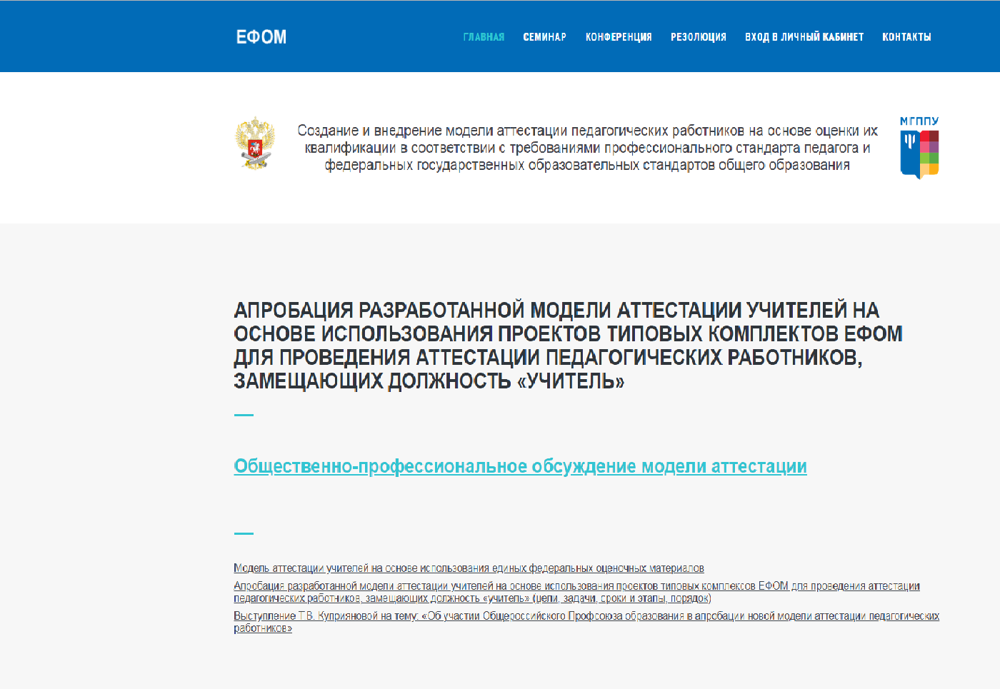 ЕФОМ
ГЛАВНАЯ СЕМИНАР КОНФЕРЕНЦИЯ РЕЗОЛЮЦИЯ ВХОД В ЛИЧНЫЙ КАБИНЕТ КОНТАКТЫ
Создание и внедрение модели аттестации педагогических работников на основе оценки их
квалификации в соответствии с требованиями профессионального стандарта педагога и
федеральных государственных образовательных стандартов общего образования
МГППУ
АПРОБАЦИЯ РАЗРАБОТАННОЙ МОДЕЛИ АТТЕСТАЦИИ УЧИТЕЛЕЙ НА
ОСНОВЕ ИСПОЛЬЗОВАНИЯ ПРОЕКТОВ ТИПОВЫХ КОМПЛЕКТОВ ЕФОМ
ДЛЯ ПРОВЕДЕНИЯ АТТЕСТАЦИИ ПЕДАГОГИЧЕСКИХ РАБОТНИКОВ,
ЗАМЕЩАЮЩИХ ДОЛЖНОСТЬ «УЧИТЕЛЬ»
Общественно-профессиональное обсуждение модели аттестации
Модель аттестации учителей на основе использования единых федеральных оценочных материалов
Апробация разработанной модели аттестации учителей на основе использования проектов типовых комплексов ЕФОМ для проведения аттестации
педагогических работников, замещающих должность «учитель» (цели, задачи, сроки и этапы, порядок)
Выступление Т.В. Куприяновой на тему: «Об участии Общероссийского Профсоюза образования в апробации новой модели аттестации педагогических
работников»